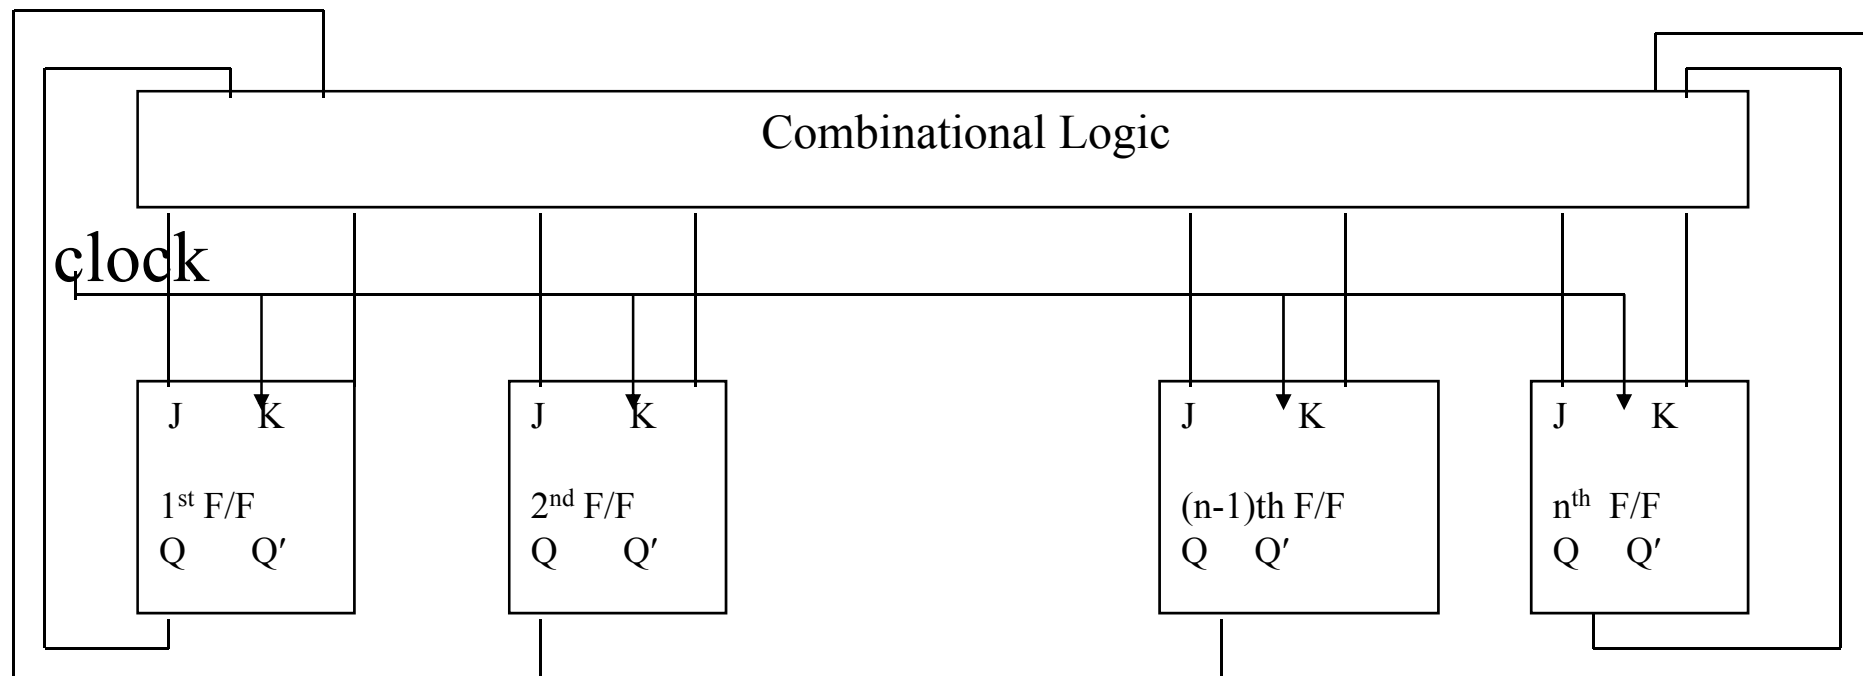 Combinational Logic
clock
J K J K J K J K
1st F/F 2nd F/F (n-1)th F/F nth F/F
Q Q′ Q Q′ Q Q′ Q Q′